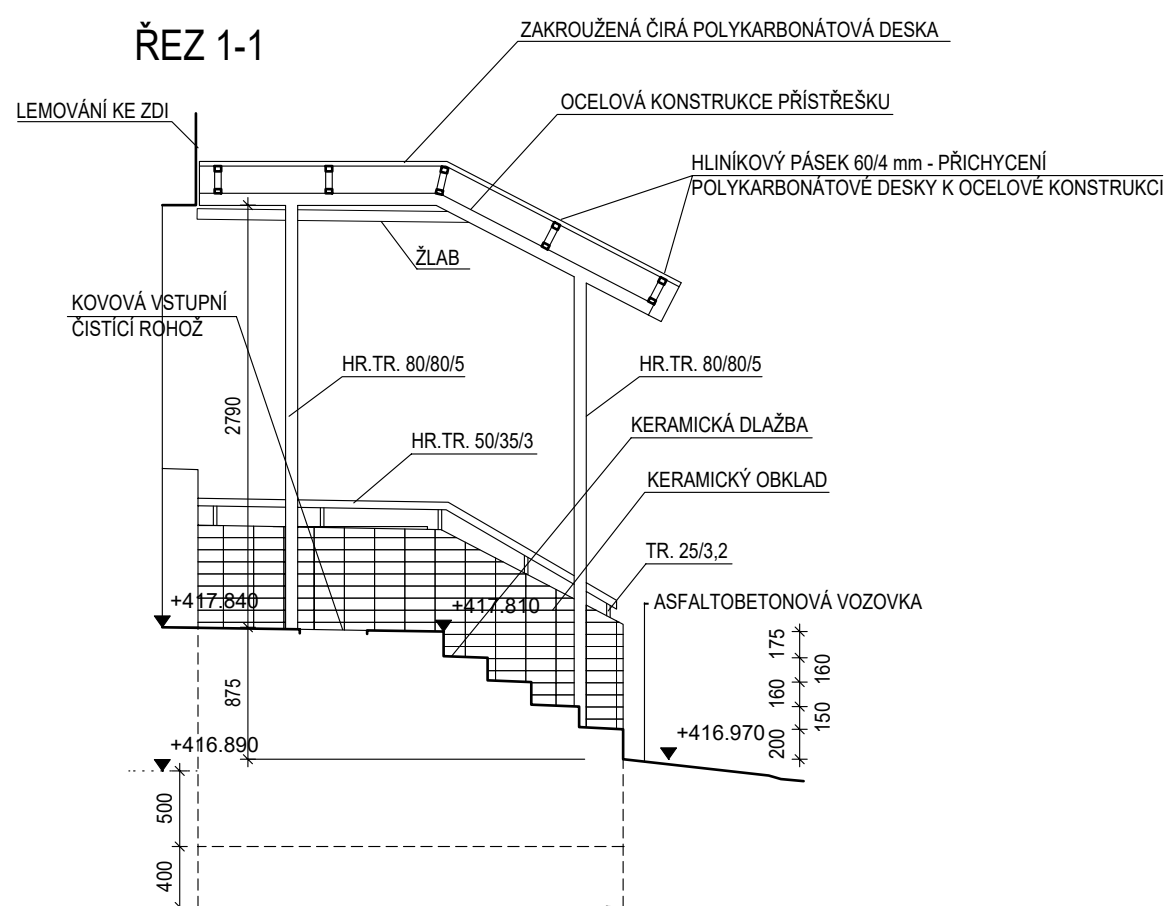 ŘEZ 1-1
ZAKROUŽENÁ ČIRÁ POLYKARBONÁTOVÁ DESKA
LEMOVÁNÍ KE ZDI
OCELOVÁ KONSTRUKCE PŘÍSTŘEŠKU
HLINÍKOVÝ PÁSEK 60/4 mm - PŘICHYCENÍ
POLYKARBONÁTOVÉ DESKY K OCELOVÉ KONSTRUKCI
ŽLAB
KOVOVÁ VSTUPNÍ
ČISTÍCÍ ROHOŽ
HR.TR. 80/80/5
HR.TR. 80/80/5
2790
KERAMICKÁ DLAŽBA
HR.TR. 50/35/3
KERAMICKÝ OBKLAD
TR. 25/3,2
+417.840
+417.810
ASFALTOBETONOVÁ VOZOVKA
175
160
160
150
200
875
+416.970
+416.890
500
400